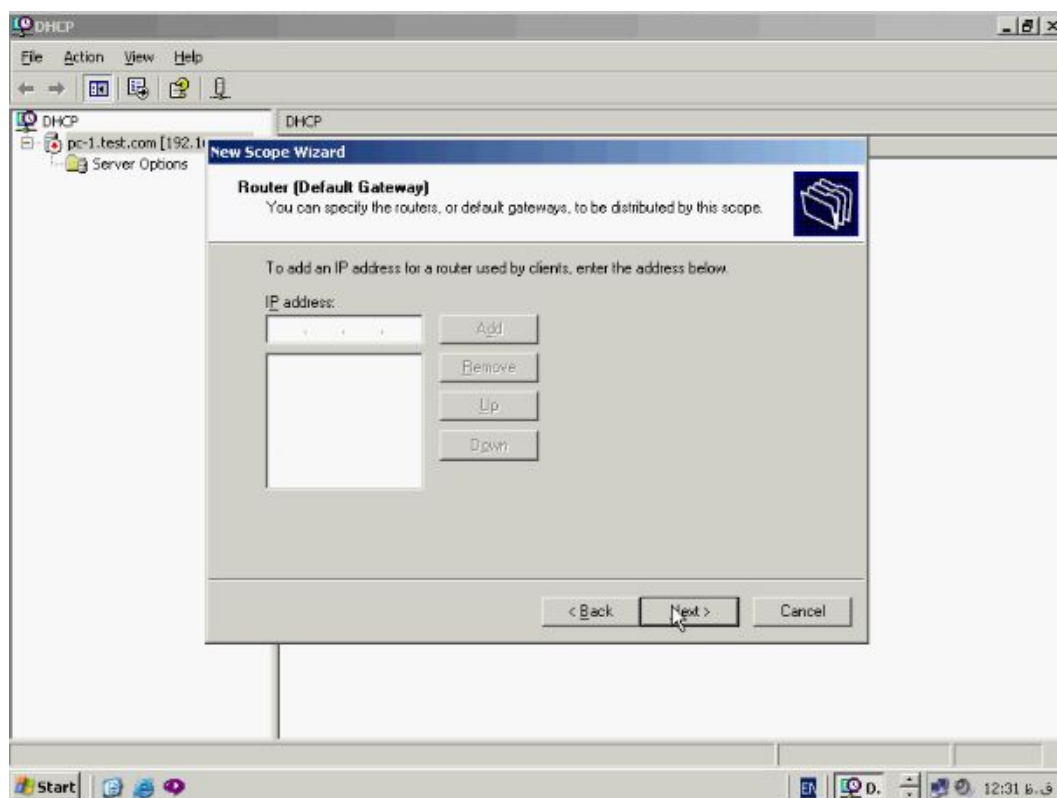 DHCP
File Action View Help
DHCP
DHCP
pc-1.test.com [192.1
Server Options
New Scope Wizard
Router (Default Gateway)
You can specify the routers, or default gateways, to be distributed by this scope.
To add an IP address for a router used by clients, enter the address below.
IP address:
Add
Remove
Up
Down
< Back Next > Cancel
Start EN D. 12:31 ق.ظ